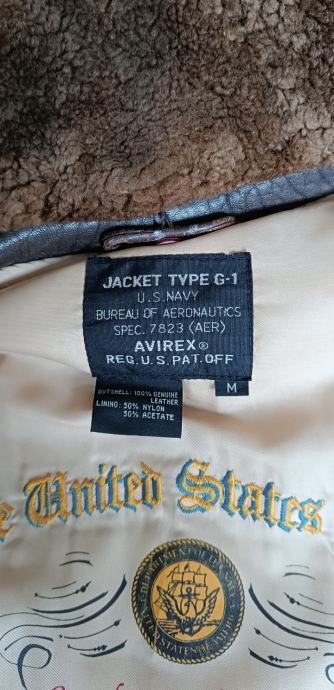 JACKET TYPE G-1
U.S. NAVY
BUREAU OF AERONAUTICS
SPEC. 7823 (AER)
AVIREX®
REG. U.S. PAT. OFF
M
OUTSHELL: 100% GENUINE
LEATHER
LINING: 50% NYLON
50% ACETATE
United States